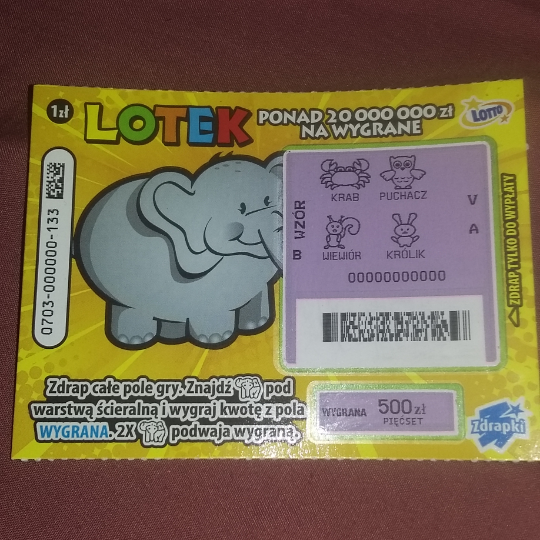 1zł
LOTEK
PONAD 20 000 000 zł
NA WYGRANE
LOTTO
0703-000000-133
WZÓR
B
KRAB PUCHACZ
WIEWIÓR KRÓLIK
V
A
00000000000
ZDRAP TYLKO DO WYPŁATY
Zdrap całe pole gry. Znajdź pod
warstwą ścieralną i wygraj kwotę z pola
WYGRANA. 2X podwaja wygraną.
WYGRANA 500 zł
PIĘĆSET
Zdrapki